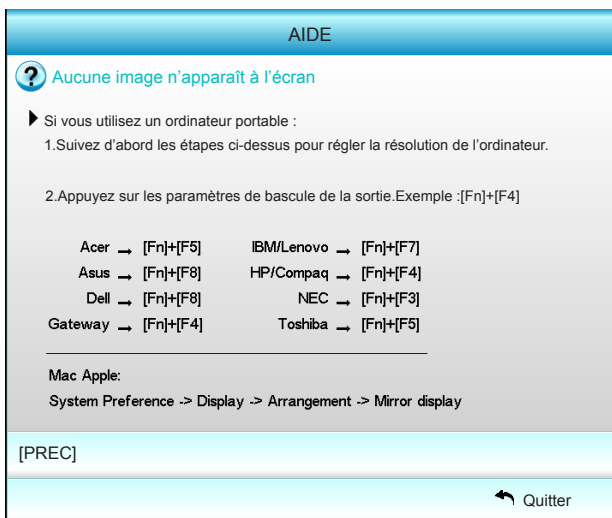 AIDE
? Aucune image n'apparaît à l'écran
Si vous utilisez un ordinateur portable :
1.Suivez d'abord les étapes ci-dessus pour régler la résolution de l'ordinateur.
2.Appuyez sur les paramètres de bascule de la sortie.Exemple :[Fn]+[F4]
Acer → [Fn]+[F5] IBM/Lenovo → [Fn]+[F7]
Asus → [Fn]+[F8] HP/Compaq → [Fn]+[F4]
Dell → [Fn]+[F8] NEC → [Fn]+[F3]
Gateway → [Fn]+[F4] Toshiba → [Fn]+[F5]
Mac Apple:
System Preference -> Display -> Arrangement -> Mirror display
[PREC]
Quitter